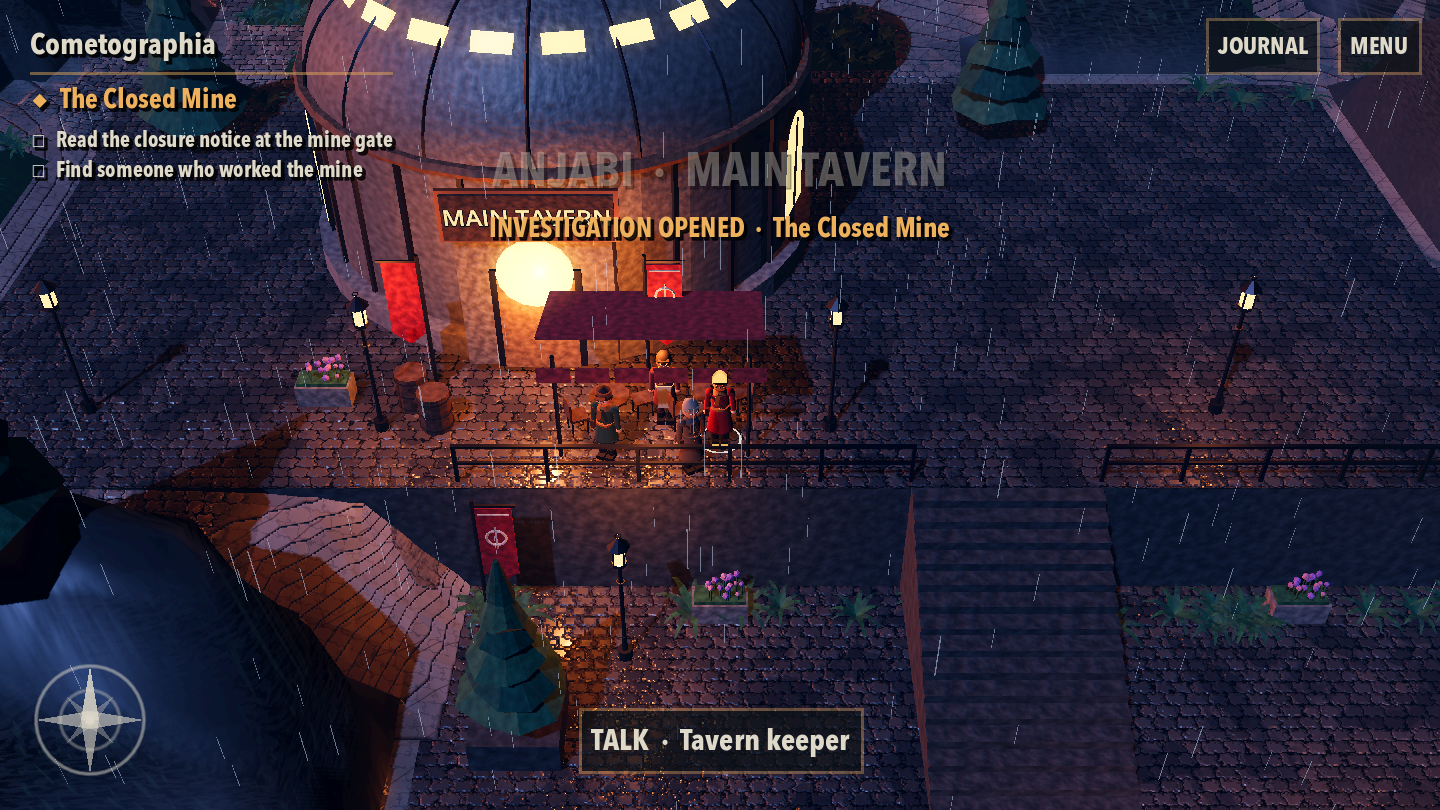 Cometographia
The Closed Mine
Read the closure notice at the mine gate
Find someone who worked the mine
JOURNAL
MENU
ANJABI · MAIN TAVERN
MAIN TAVERN
INVESTIGATION OPENED · The Closed Mine
TALK · Tavern keeper